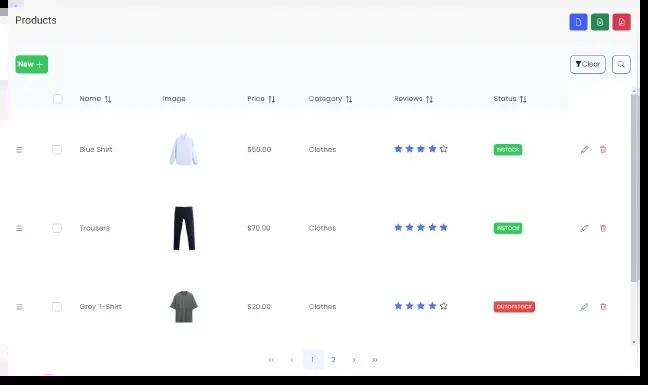 Products
New +
Clear
Name Image Price Category Reviews Status
Blue Shirt $50.00 Clothes INSTOCK
Trousers $70.00 Clothes INSTOCK
Grey T-Shirt $20.00 Clothes OUTOFSTOCK
« ‹ 1 2 › »